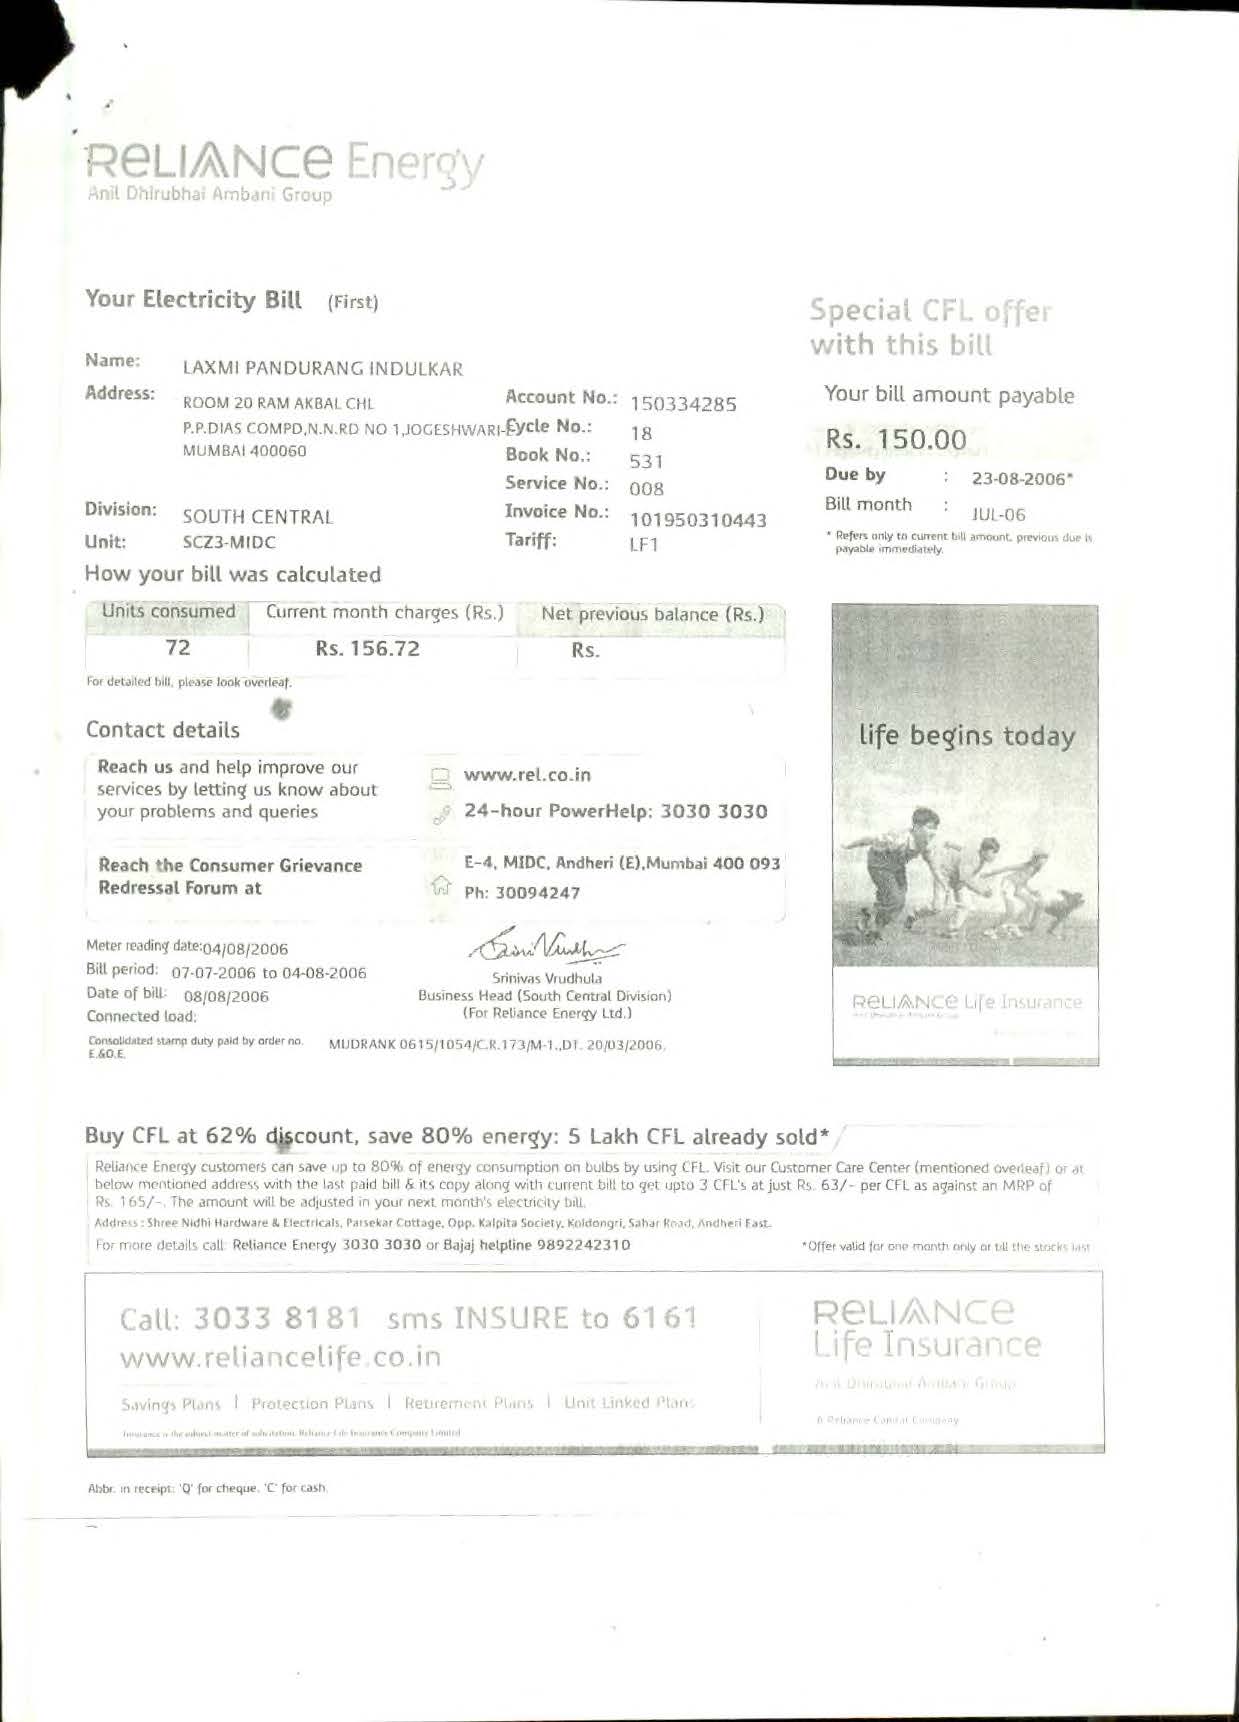 RELIANCE Energy
Anil Dhirubhai Ambani Group
Your Electricity Bill (First)
Name: LAXMI PANDURANG INDULKAR
Address: ROOM 20 RAM AKBAL CHL
P.P.DIAS COMPD,N.N.RD NO 1,JOGESHWARI-
MUMBAI 400060
Account No.: 150334285
Cycle No.: 18
Book No.: 531
Service No.: 008
Division: SOUTH CENTRAL
Invoice No.: 101950310443
Unit: SCZ3-MIDC
Tariff: LF1
Special CFL offer
with this bill
Your bill amount payable
Rs. 150.00
Due by : 23-08-2006*
Bill month : JUL-06
* Refers only to current bill amount, previous due is
payable immediately.
How your bill was calculated
Units consumed Current month charges (Rs.) Net previous balance (Rs.)
72 Rs. 156.72 Rs.
For detailed bill, please look overleaf.
Contact details
Reach us and help improve our
services by letting us know about
your problems and queries
www.rel.co.in
24-hour PowerHelp: 3030 3030
Reach the Consumer Grievance
Redressal Forum at
E-4, MIDC, Andheri (E),Mumbai 400 093
Ph: 30094247
life begins today
RELIANCE Life Insurance
Meter reading date:04/08/2006
Bill period: 07-07-2006 to 04-08-2006
Date of bill: 08/08/2006
Connected load:
Srinivas Vrudhula
Business Head (South Central Division)
(For Reliance Energy Ltd.)
Consolidated stamp duty paid by order no. MUDRANK 0615/1054/C.R.173/M-1.,DT. 20/03/2006.
E.&O.E.
Buy CFL at 62% discount, save 80% energy: 5 Lakh CFL already sold*
Reliance Energy customers can save up to 80% of energy consumption on bulbs by using CFL. Visit our Customer Care Center (mentioned overleaf) or at
below mentioned address with the last paid bill & its copy along with current bill to get upto 3 CFL's at just Rs. 63/- per CFL as against an MRP of
Rs. 165/-. The amount will be adjusted in your next month's electricity bill.
Address : Shree Nidhi Hardware & Electricals, Parsekar Cottage, Opp. Kalpita Society, Koldongri, Sahar Road, Andheri East.
For more details call: Reliance Energy 3030 3030 or Bajaj helpline 9892242310
*Offer valid for one month only or till the stocks last
Call: 3033 8181 sms INSURE to 6161
www.reliancelife.co.in
Savings Plans | Protection Plans | Retirement Plans | Unit Linked Plans
Insurance is the subject matter of solicitation. Reliance Life Insurance Company Limited
RELIANCE
Life Insurance
Anil Dhirubhai Ambani Group
A Reliance Capital Company
Abbr. in receipt: 'Q' for cheque, 'C' for cash.